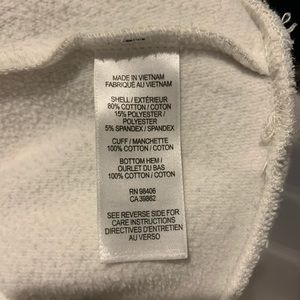 MADE IN VIETNAM
FABRIQUÉ AU VIETNAM
SHELL / EXTÉRIEUR
80% COTTON / COTON
15% POLYESTER /
POLYESTER
5% SPANDEX / SPANDEX
CUFF / MANCHETTE
100% COTTON / COTON
BOTTOM HEM /
OURLET DU BAS
100% COTTON / COTON
RN 98406
CA 39862
SEE REVERSE SIDE FOR
CARE INSTRUCTIONS
DIRECTIVES D'ENTRETIEN
AU VERSO